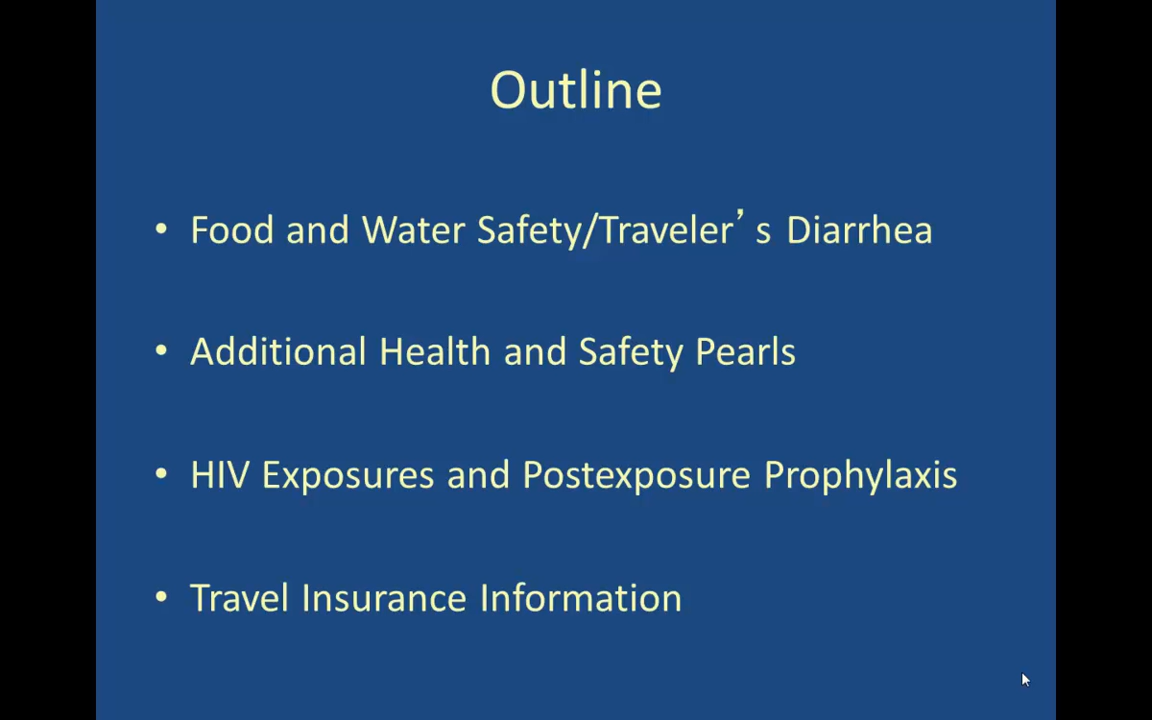 Outline
• Food and Water Safety/Traveler’s Diarrhea
• Additional Health and Safety Pearls
• HIV Exposures and Postexposure Prophylaxis
• Travel Insurance Information